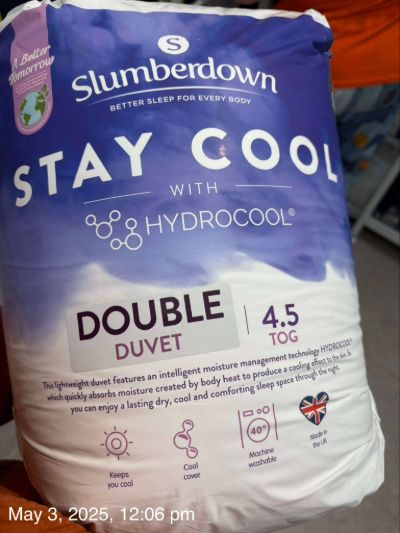 A Better
Tomorrow
S
Slumberdown
BETTER SLEEP FOR EVERY BODY
STAY COOL
WITH
HYDROCOOL®
DOUBLE
DUVET
4.5
TOG
This lightweight duvet features an intelligent moisture management technology HYDROCOOL®
which quickly absorbs moisture created by body heat to produce a cooling effect to the skin. So
you can enjoy a lasting dry, cool and comforting sleep space through the night.
Keeps
you cool
Cool
cover
40°
Machine
washable
Made in
the UK
May 3, 2025, 12:06 pm